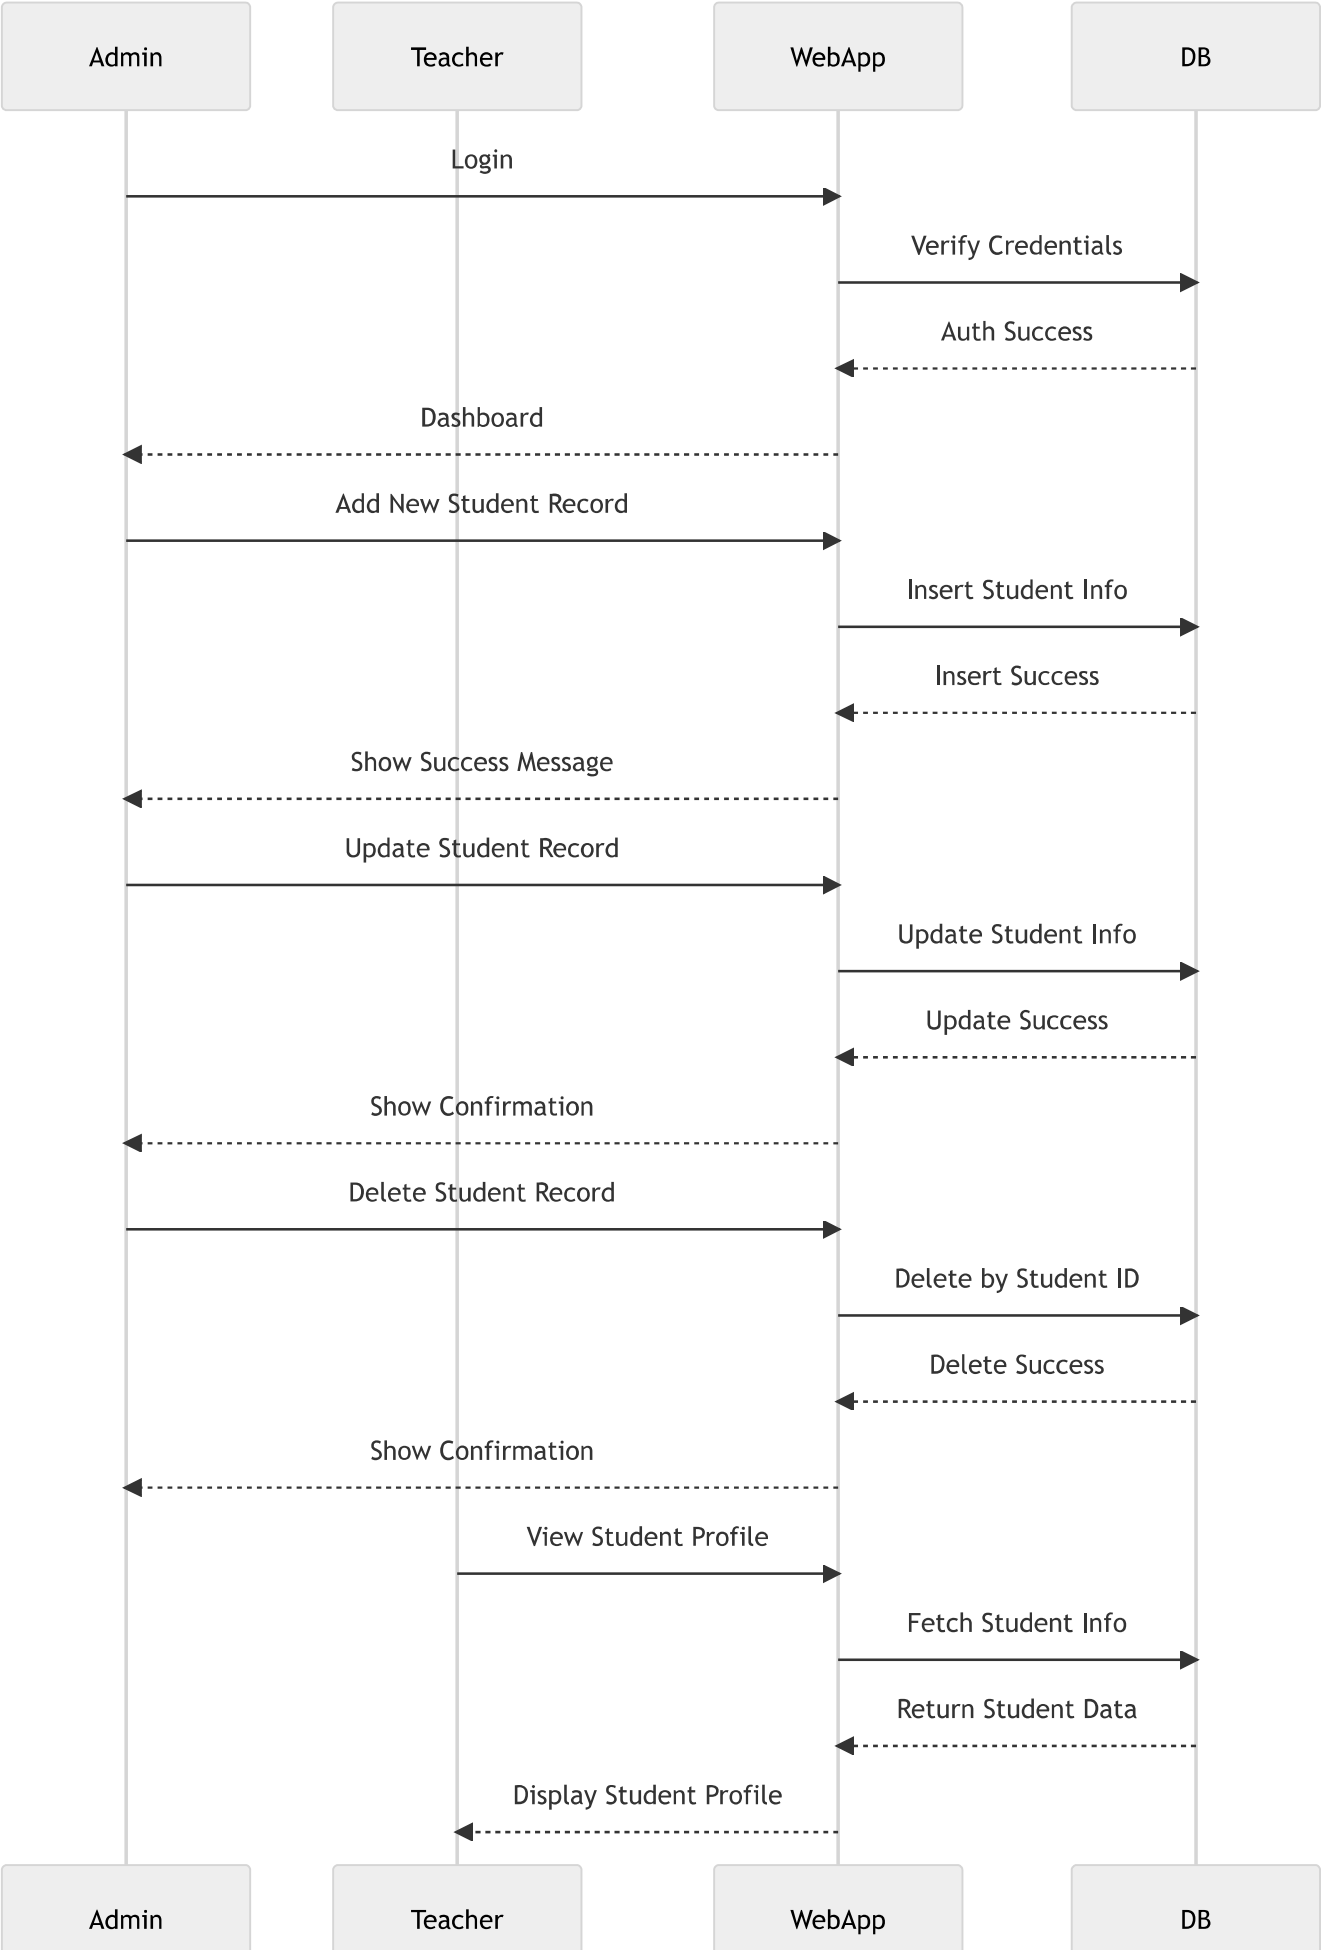 Admin
Teacher
WebApp
DB
Login
Verify Credentials
Auth Success
Dashboard
Add New Student Record
Insert Student Info
Insert Success
Show Success Message
Update Student Record
Update Student Info
Update Success
Show Confirmation
Delete Student Record
Delete by Student ID
Delete Success
Show Confirmation
View Student Profile
Fetch Student Info
Return Student Data
Display Student Profile
Admin
Teacher
WebApp
DB